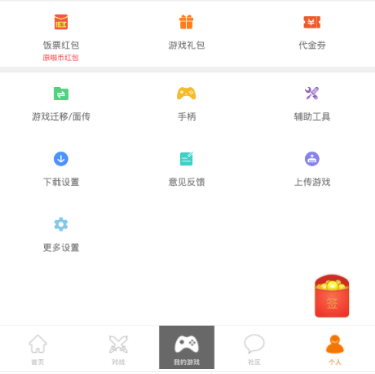 饭票红包
游戏礼包
代金券
原喵币红包
游戏迁移/面传
手柄
辅助工具
下载设置
意见反馈
上传游戏
更多设置
签
首页
对战
我的游戏
社区
个人